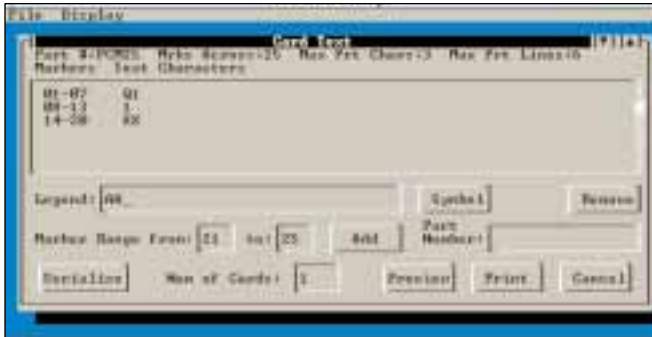 File Display
Card Text
Part #:PCM25 Mrks Across:25 Max Prt Chars:3 Max Prt Lines:6
Markers Text Characters
01-07 Q1
08-13 1
14-20
Legend: AA_
Symbol
Remove
Marker Range From: 21 to: 25
Add
Part Number:
Serialize
Num of Cards: 1
Preview
Print
Cancel